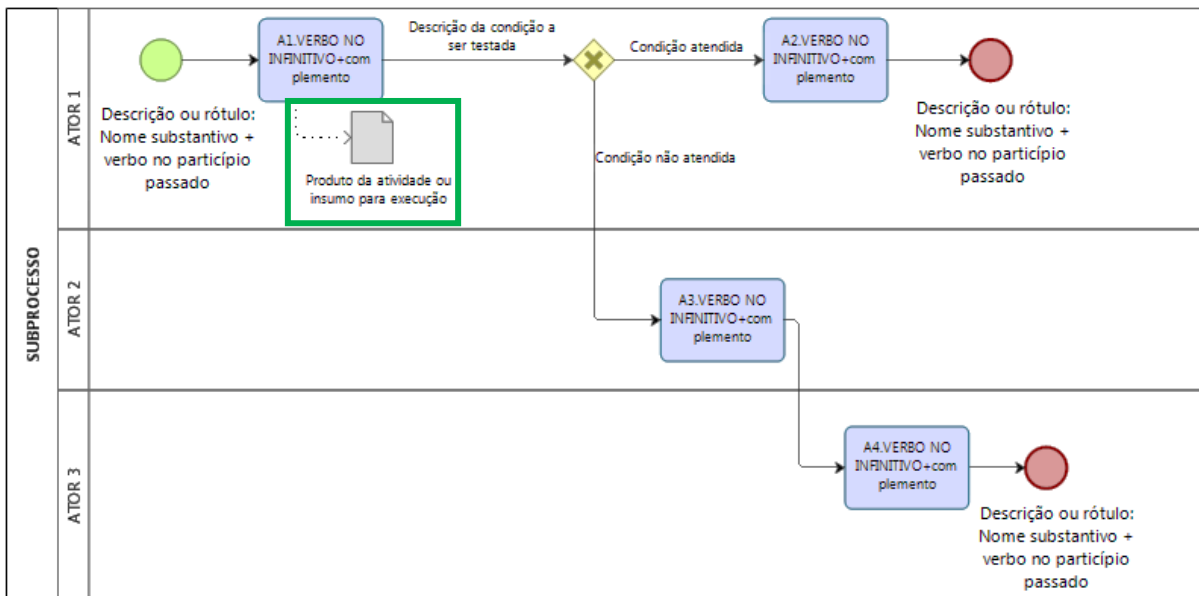 SUBPROCESSO
ATOR 1
Descrição ou rótulo:
Nome substantivo +
verbo no particípio
passado
A1.VERBO NO
INFINITIVO+com
plemento
Produto da atividade ou
insumo para execução
Descrição da condição a
ser testada
Condição atendida
Condição não atendida
A2.VERBO NO
INFINITIVO+com
plemento
Descrição ou rótulo:
Nome substantivo +
verbo no particípio
passado
ATOR 2
A3.VERBO NO
INFINITIVO+com
plemento
ATOR 3
A4.VERBO NO
INFINITIVO+com
plemento
Descrição ou rótulo:
Nome substantivo +
verbo no particípio
passado